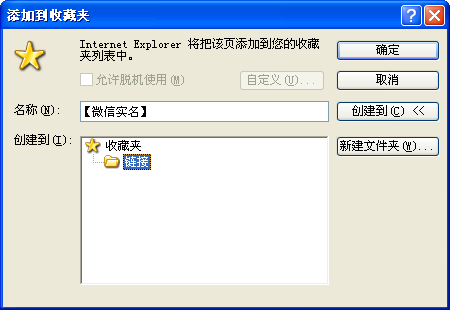 添加到收藏夹
Internet Explorer 将把该页添加到您的收藏
夹列表中。
确定
允许脱机使用(M)
自定义(U)...
取消
名称(N):
【微信实名】
创建到(C) <<
创建到(I):
收藏夹
链接
新建文件夹(W)...